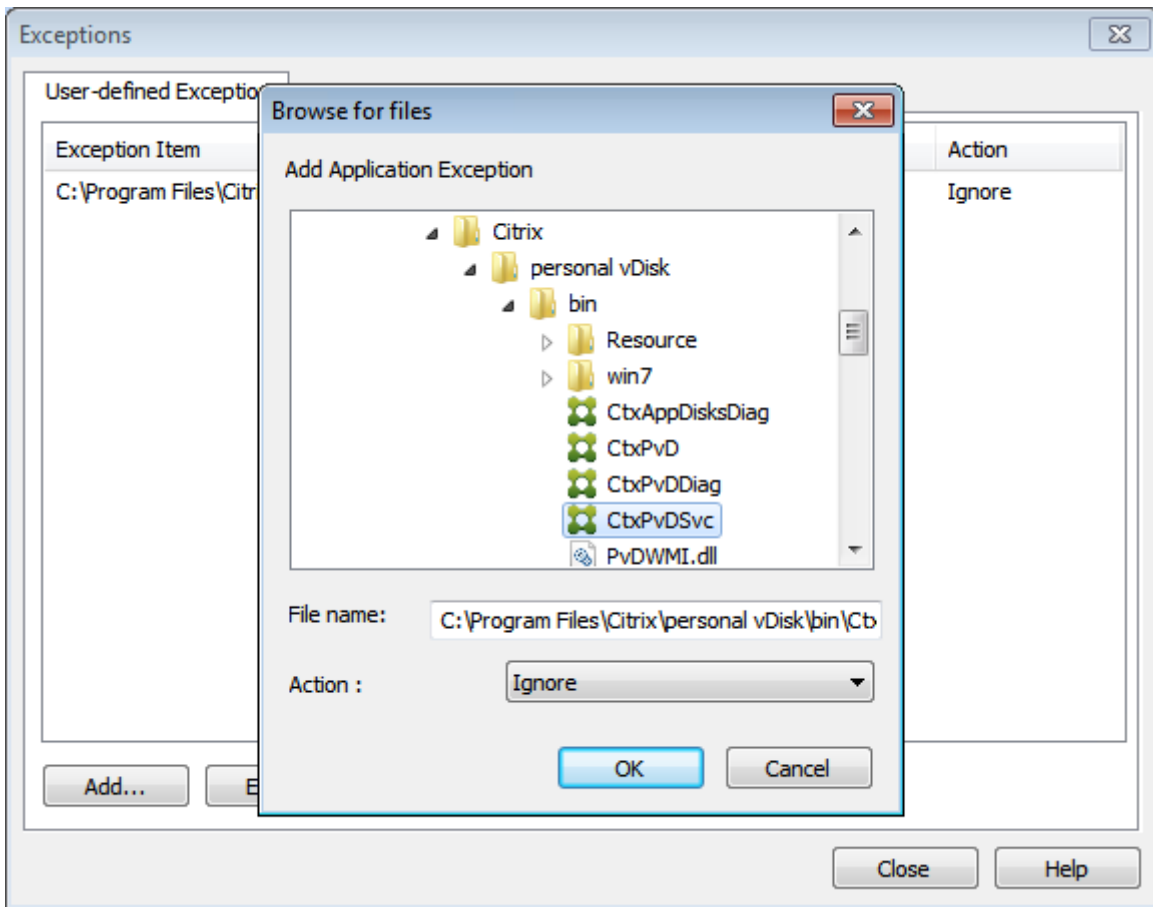 Exceptions
User-defined Exceptio
Browse for files
Exception Item
Action
Add Application Exception
C:\Program Files\Citr
Ignore
Citrix
personal vDisk
bin
Resource
win7
CtxAppDisksDiag
CtxPvD
CtxPvDDiag
CtxPvDSvc
PvDWMI.dll
File name:
C:\Program Files\Citrix\personal vDisk\bin\Ctx
Action :
Ignore
OK
Cancel
Add...
E
Close
Help